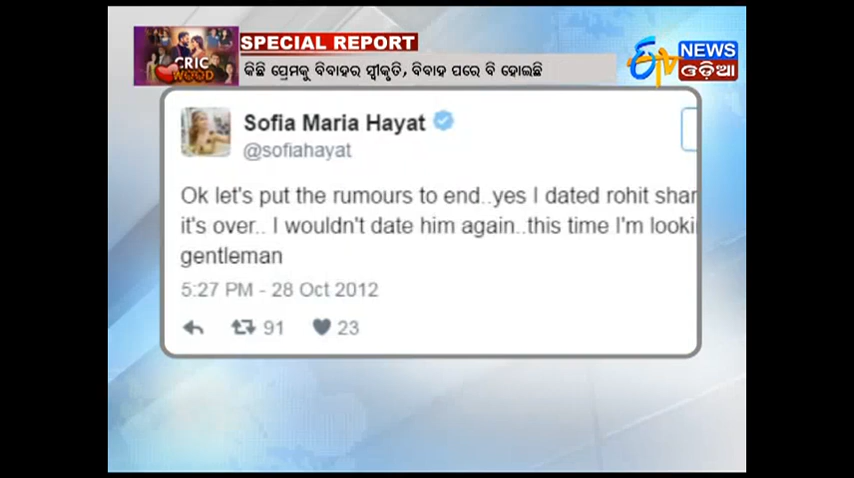 CRIC
WOOD
SPECIAL REPORT
କିଛି ପ୍ରେମକୁ ବିବାହର ସ୍ୱୀକୃତି, ବିବାହ ପରେ ବି ହୋଇଛି
ETV NEWS
ଓଡ଼ିଆ
Sofia Maria Hayat
@sofiahayat
Ok let's put the rumours to end..yes I dated rohit shar
it's over.. I wouldn't date him again..this time I'm looki
gentleman
5:27 PM - 28 Oct 2012
91 23